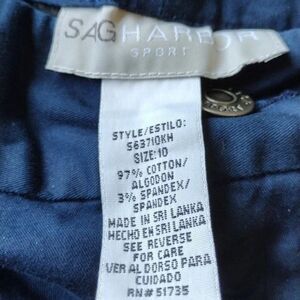 SAG HARBOR
SPORT
STYLE/ESTILO:
S63710KH
SIZE:10
97% COTTON/
ALGODON
3% SPANDEX/
SPANDEX
MADE IN SRI LANKA
HECHO EN SRI LANKA
SEE REVERSE
FOR CARE
VER AL DORSO PARA
CUIDADO
RN# 51735